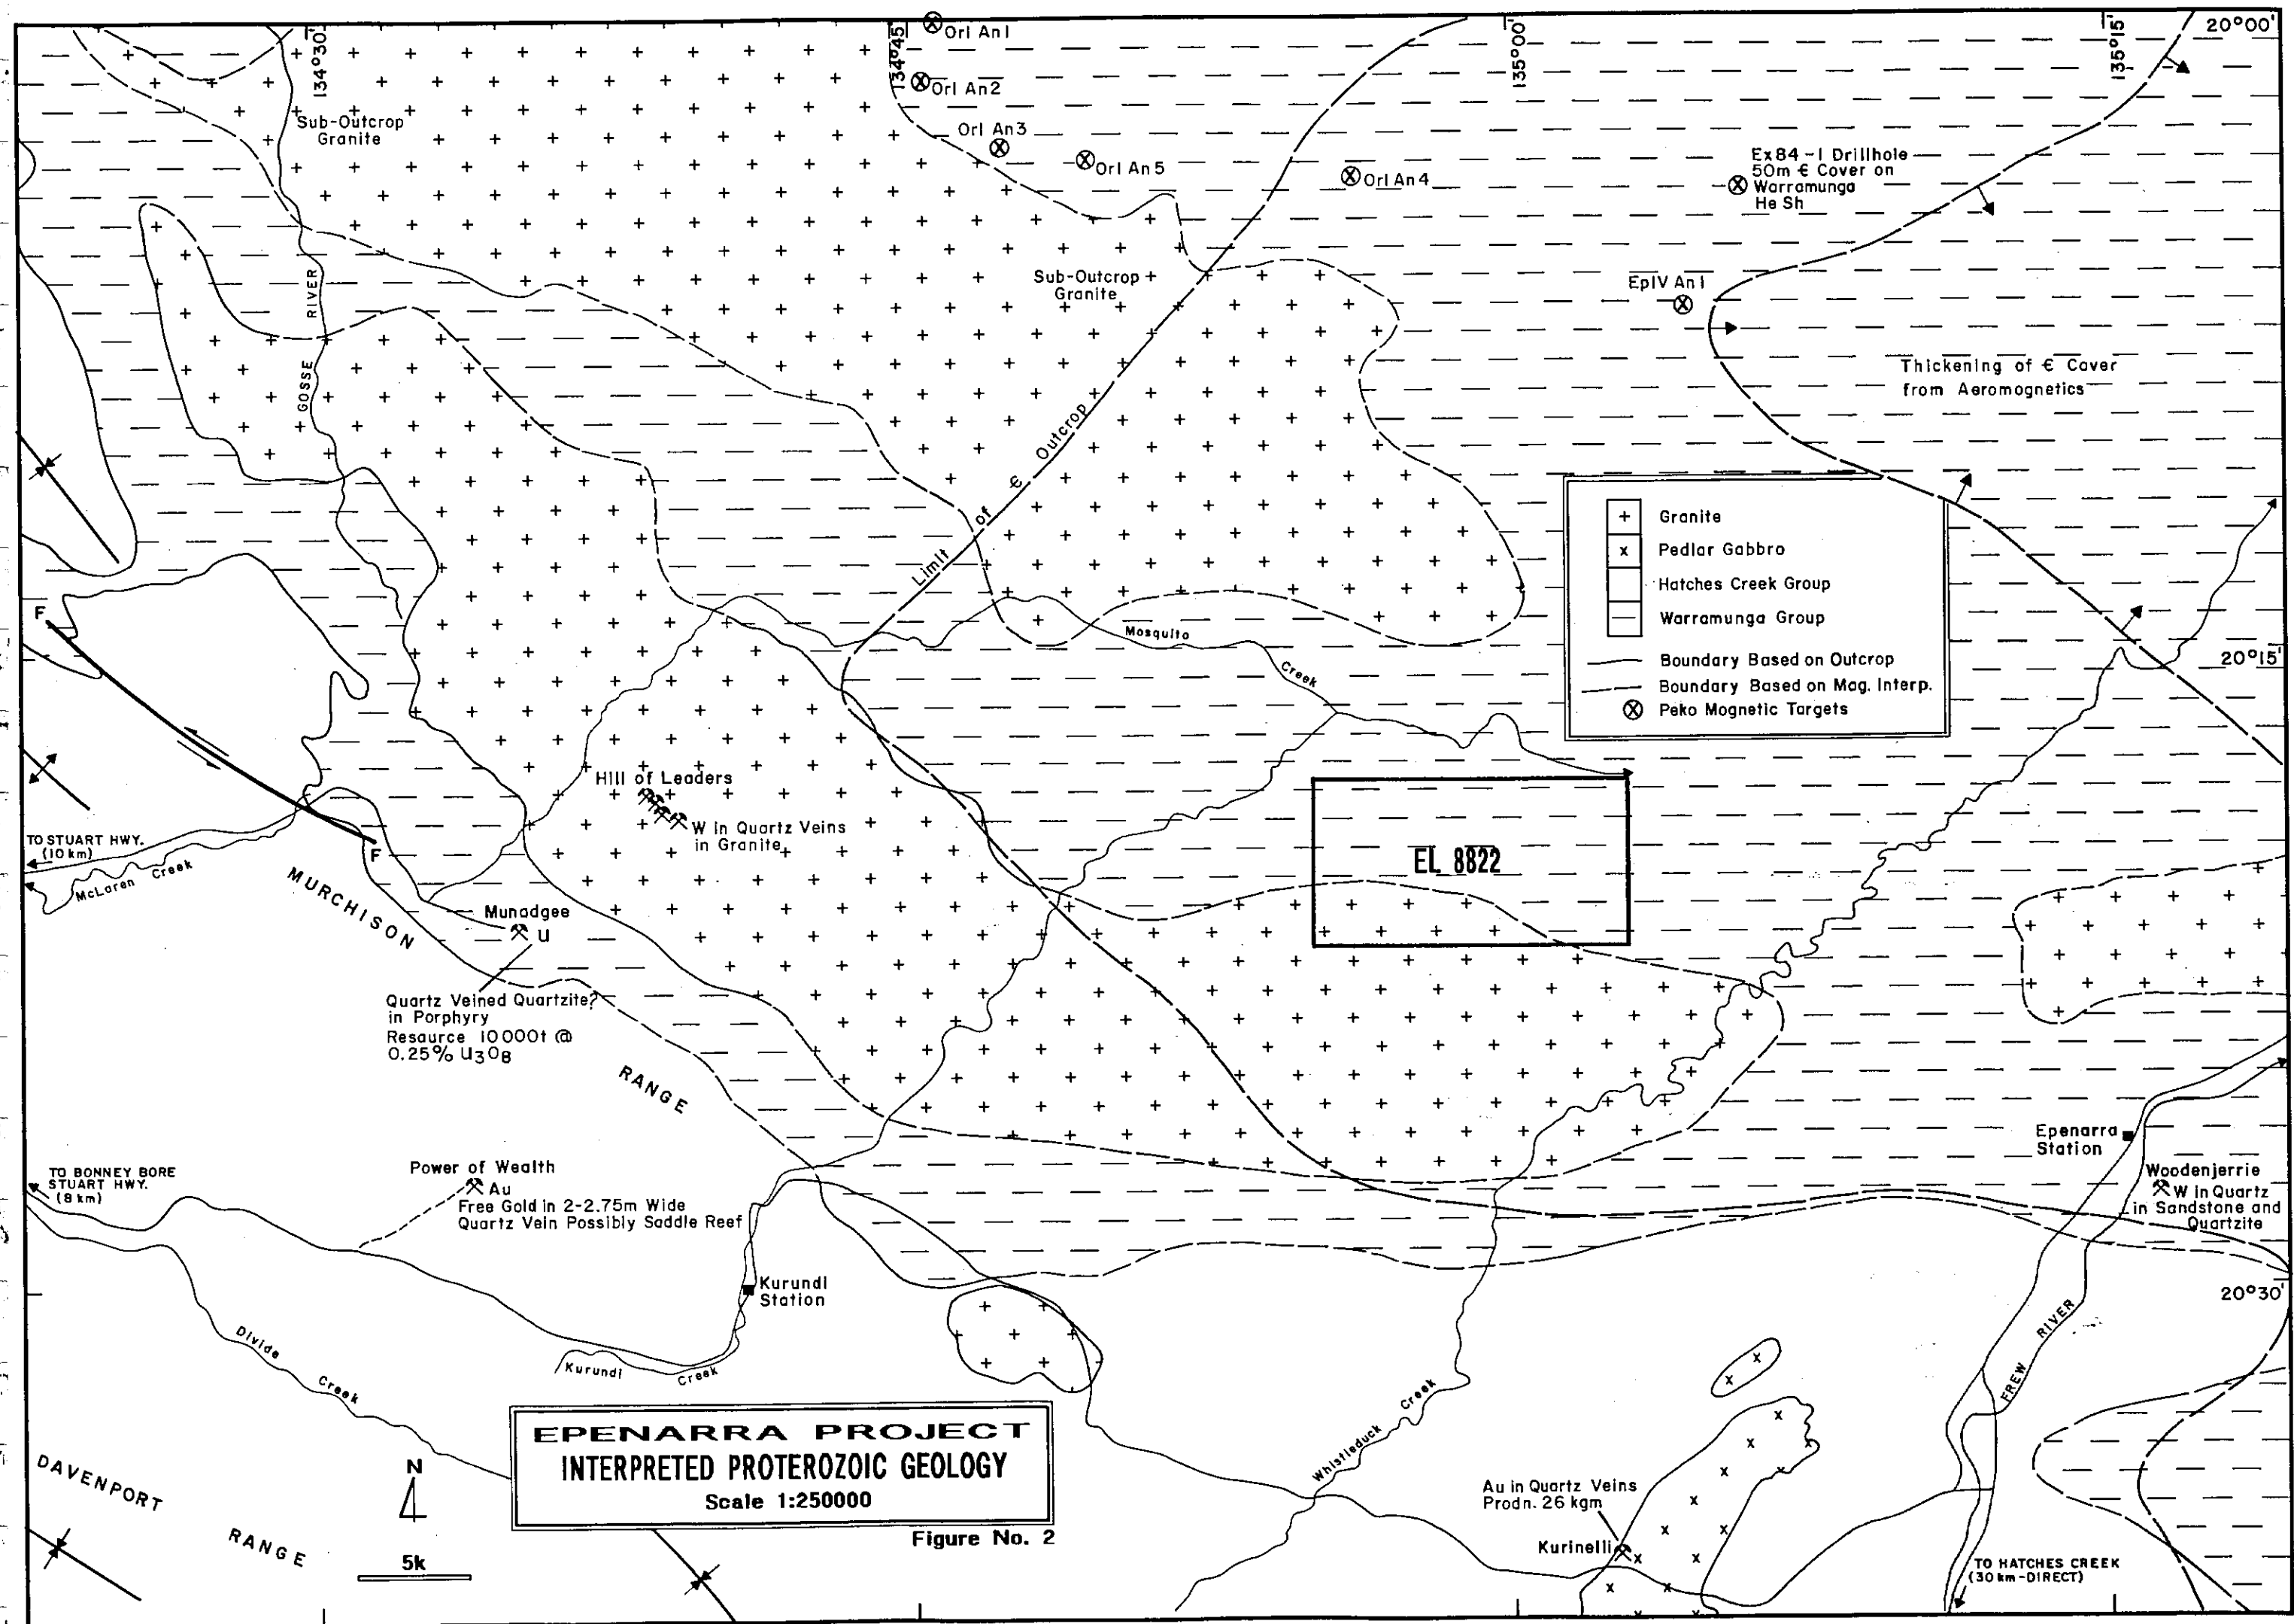 134°30'
134°45'
135°00'
135°15'
20°00'
Orl An1
Orl An2
Orl An3
Orl An5
Orl An4
Sub-Outcrop
Granite
Ex84-1 Drillhole
50m Є Cover on
Warramunga
He Sh
Sub-Outcrop
Granite
EpIV An1
GOSSE RIVER
Thickening of Є Cover
from Aeromagnetics
Limit of Є Outcrop
+ Granite
x Pedlar Gabbro
Hatches Creek Group
— Warramunga Group
Boundary Based on Outcrop
Boundary Based on Mag. Interp.
Peko Magnetic Targets
F
Mosquito Creek
20°15'
Hill of Leaders
W in Quartz Veins
in Granite
TO STUART HWY.
(10 km)
McLaren Creek
F
EL 8822
MURCHISON RANGE
Munadgee
U
Quartz Veined Quartzite?
in Porphyry
Resource 10000t @
0.25% U3O8
Epenarra
Station
Woodenjerrie
W in Quartz
in Sandstone and
Quartzite
TO BONNEY BORE
STUART HWY.
(8 km)
Power of Wealth
Au
Free Gold in 2-2.75m Wide
Quartz Vein Possibly Saddle Reef
Kurundi
Station
20°30'
Divide Creek
Kurundi Creek
FREW RIVER
Whistleduck Creek
DAVENPORT RANGE
N
5k
EPENARRA PROJECT
INTERPRETED PROTEROZOIC GEOLOGY
Scale 1:250000
Figure No. 2
Au in Quartz Veins
Prodn. 26 kgm
Kurinelli
TO HATCHES CREEK
(30 km-DIRECT)